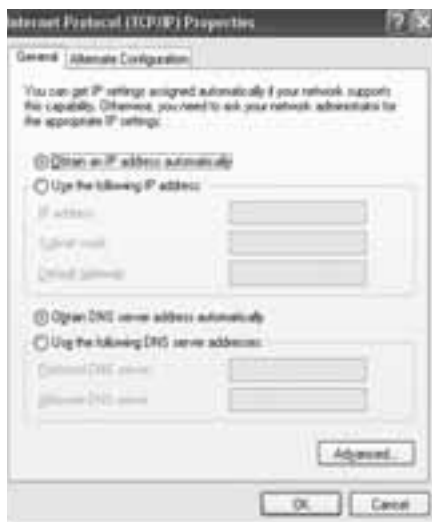 Internet Protocol (TCP/IP) Properties
General
Alternate Configuration
You can get IP settings assigned automatically if your network supports
this capability. Otherwise, you need to ask your network administrator for
the appropriate IP settings.
Obtain an IP address automatically
Use the following IP address:
IP address:
Subnet mask:
Default gateway:
Obtain DNS server address automatically
Use the following DNS server addresses:
Preferred DNS server:
Alternate DNS server:
Advanced...
OK
Cancel